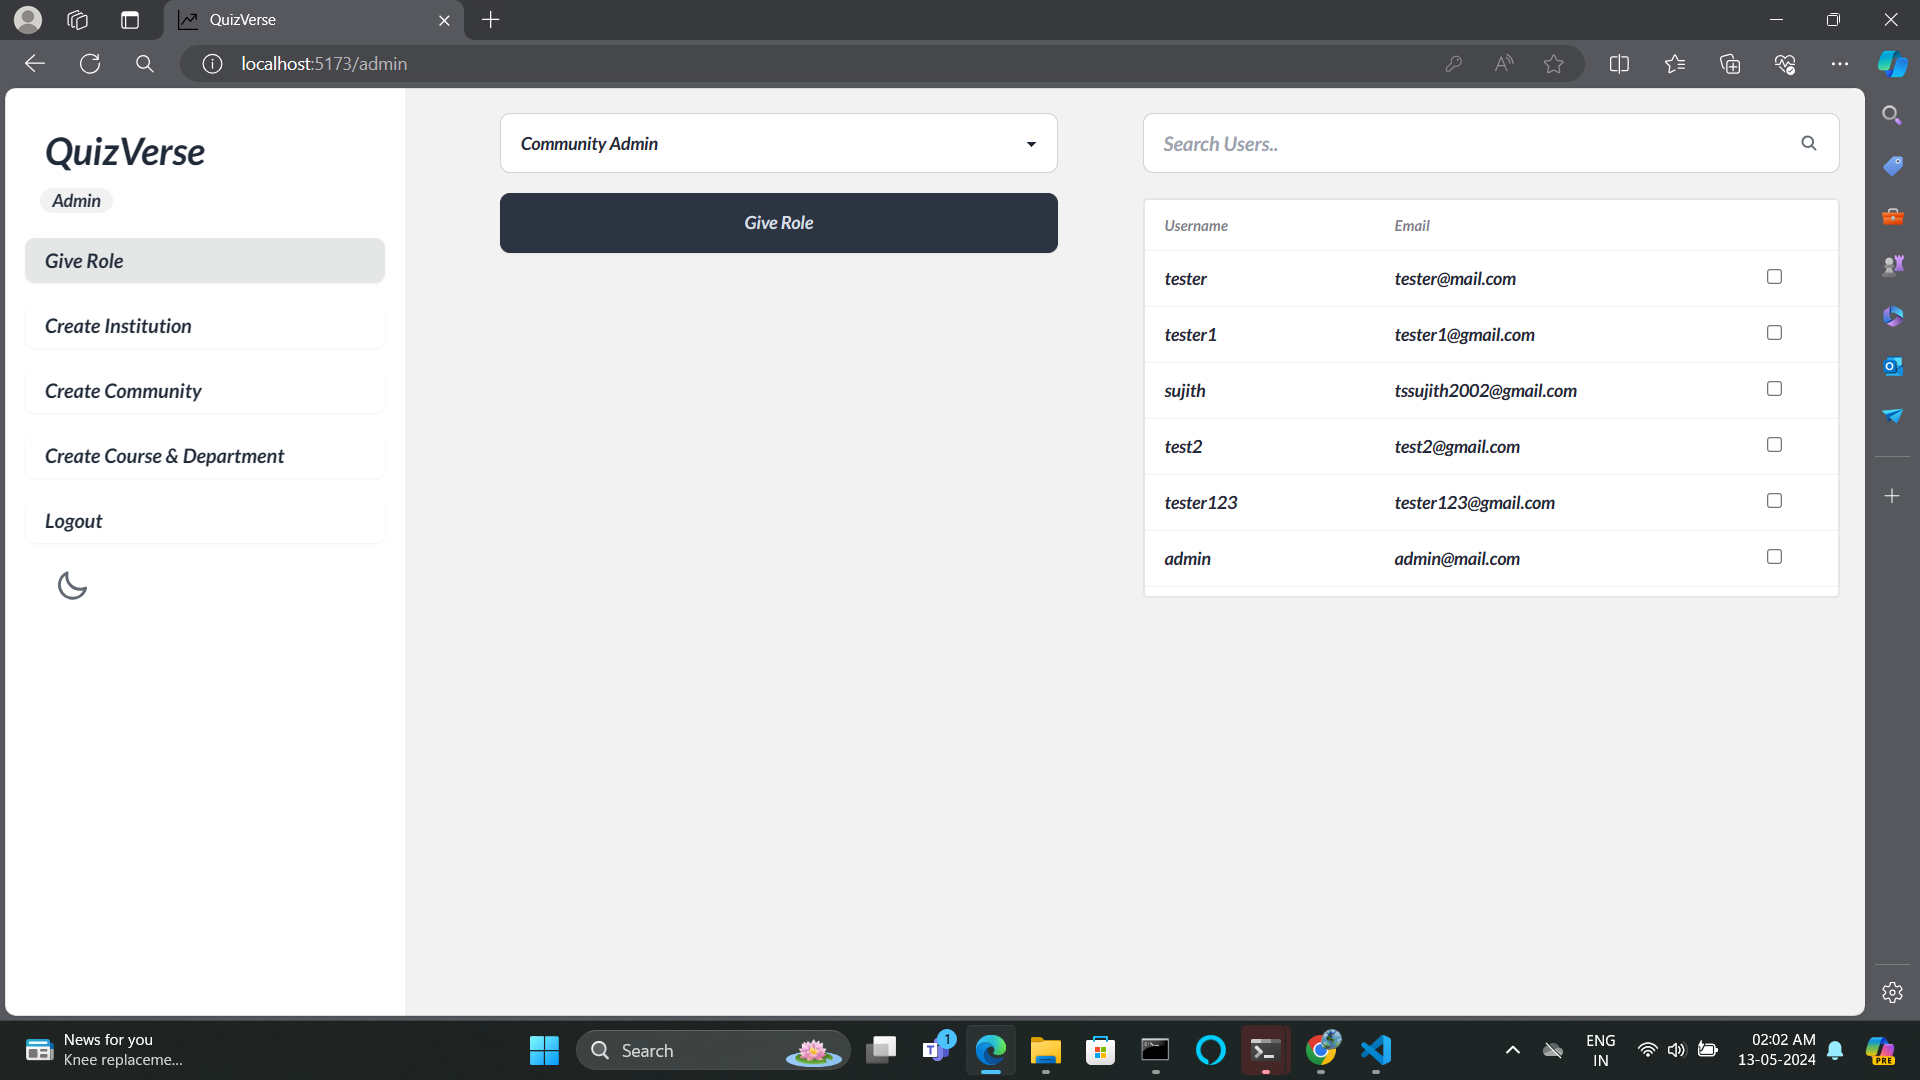 QuizVerse
localhost:5173/admin
QuizVerse
Admin
Give Role
Create Institution
Create Community
Create Course & Department
Logout
Community Admin
Give Role
Search Users..
Username Email
tester tester@mail.com
tester1 tester1@gmail.com
sujith tssujith2002@gmail.com
test2 test2@gmail.com
tester123 tester123@gmail.com
admin admin@mail.com
News for you
Knee replaceme...
Search
1
ENG
IN
02:02 AM
13-05-2024
PRE